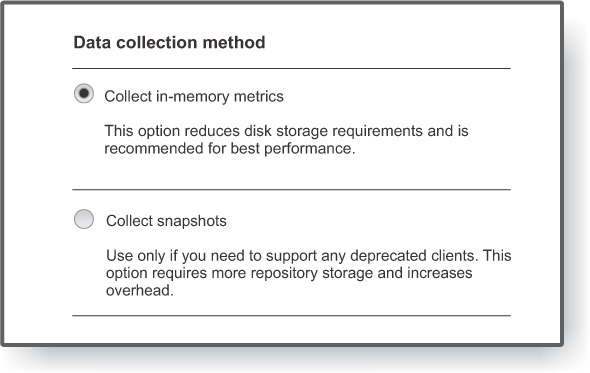 Data collection method
Collect in-memory metrics
This option reduces disk storage requirements and is
recommended for best performance.
Collect snapshots
Use only if you need to support any deprecated clients. This
option requires more repository storage and increases
overhead.